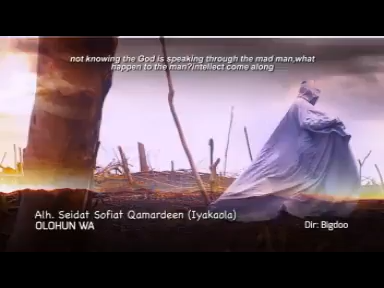 not knowing the God is speaking through the mad man,what
happen to the man?intellect come along
Alh. Seidat Sofiat Qamardeen (Iyakaola)
OLOHUN WA
Dir: Bigdoo